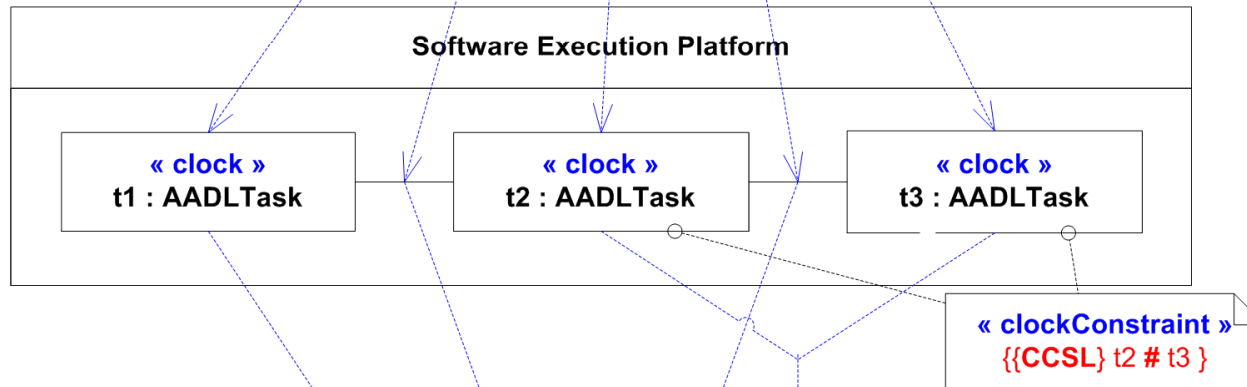 Software Execution Platform
« clock »
t1 : AADLTask
« clock »
t2 : AADLTask
« clock »
t3 : AADLTask
« clockConstraint »
{{CCSL} t2 # t3 }